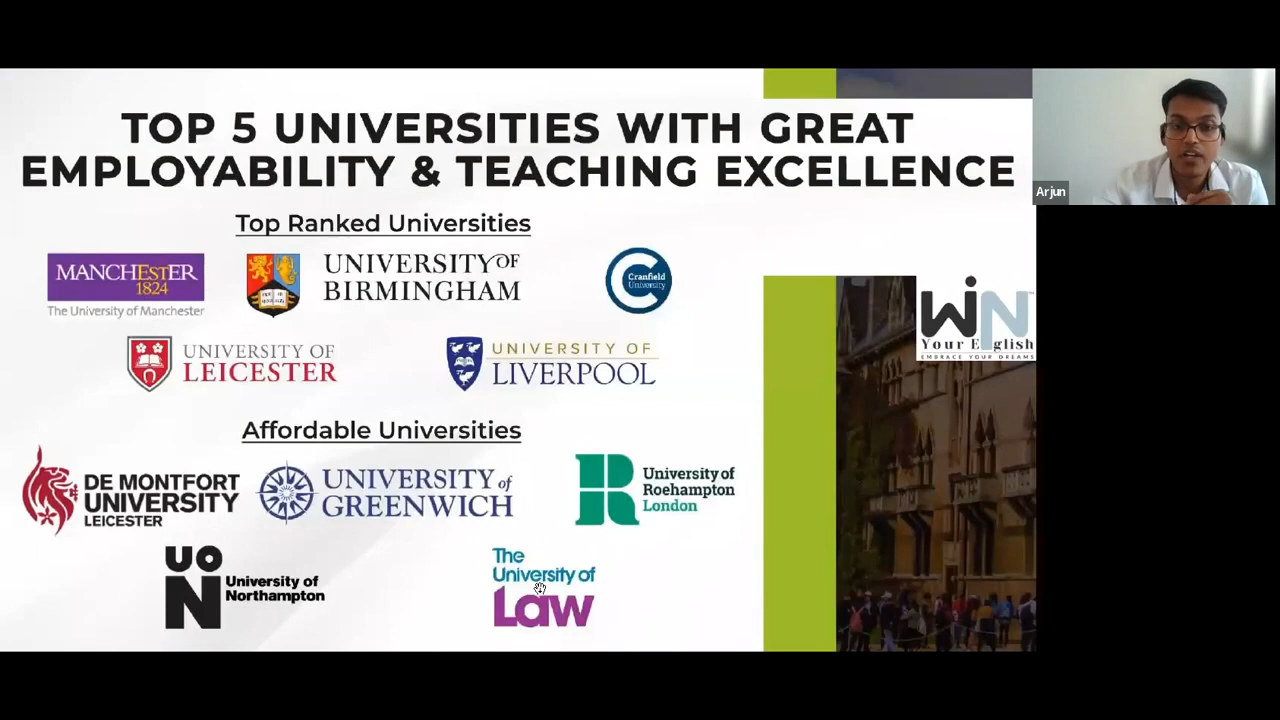 TOP 5 UNIVERSITIES WITH GREAT
EMPLOYABILITY & TEACHING EXCELLENCE
Arjun
Top Ranked Universities
MANCHESTER
1824
The University of Manchester
UNIVERSITY OF
BIRMINGHAM
Cranfield
University
WiN
Your English
EMBRACE YOUR DREAMS
UNIVERSITY OF
LEICESTER
UNIVERSITY OF
LIVERPOOL
Affordable Universities
DE MONTFORT
UNIVERSITY
LEICESTER
UNIVERSITY of
GREENWICH
R
University of
Roehampton
London
UO
N
University of
Northampton
The
University of
Law